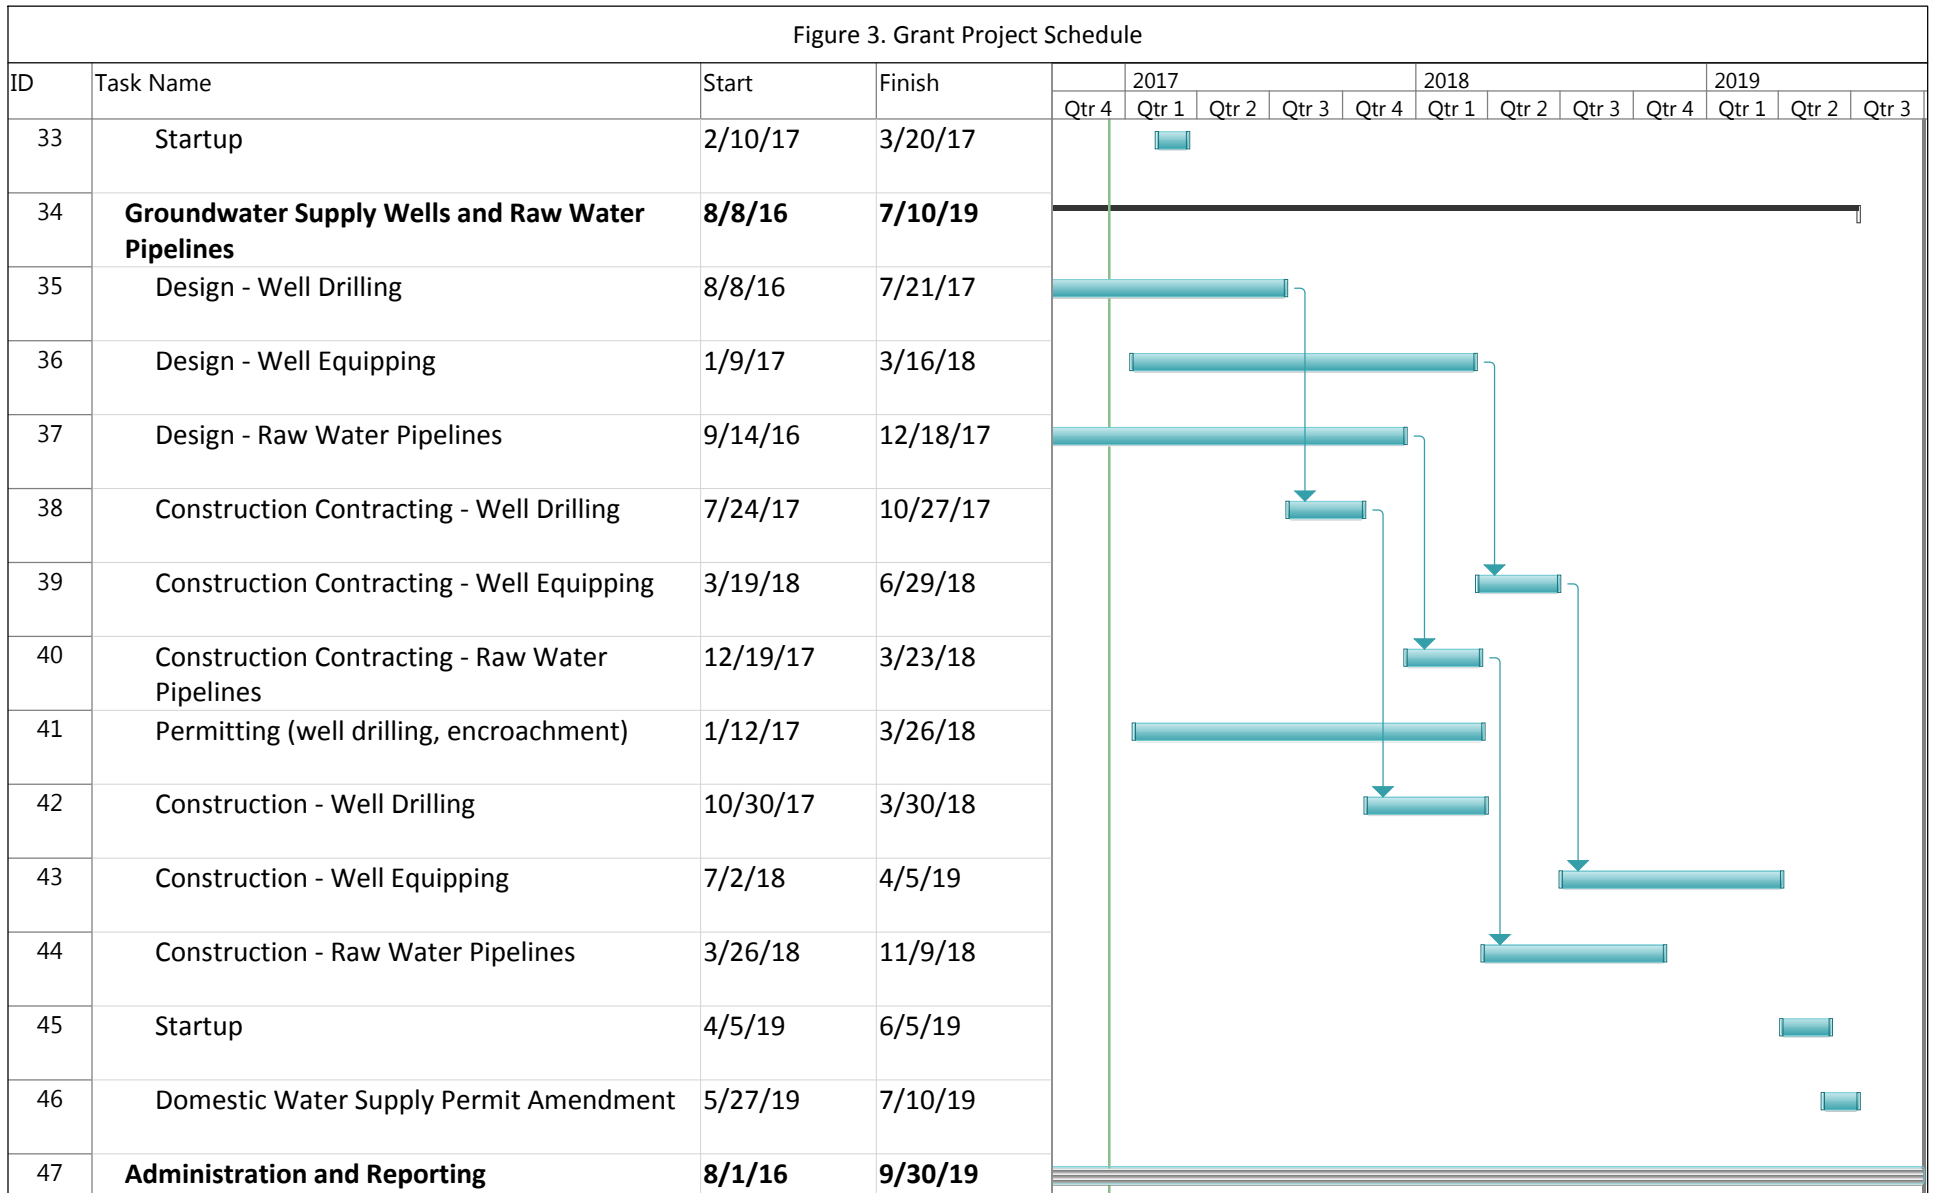 Figure 3. Grant Project Schedule
ID Task Name Start Finish 2017 2018 2019
Qtr 4 Qtr 1 Qtr 2 Qtr 3 Qtr 4 Qtr 1 Qtr 2 Qtr 3 Qtr 4 Qtr 1 Qtr 2 Qtr 3
33 Startup 2/10/17 3/20/17
34 Groundwater Supply Wells and Raw Water 8/8/16 7/10/19
Pipelines
35 Design - Well Drilling 8/8/16 7/21/17
36 Design - Well Equipping 1/9/17 3/16/18
37 Design - Raw Water Pipelines 9/14/16 12/18/17
38 Construction Contracting - Well Drilling 7/24/17 10/27/17
39 Construction Contracting - Well Equipping 3/19/18 6/29/18
40 Construction Contracting - Raw Water 12/19/17 3/23/18
Pipelines
41 Permitting (well drilling, encroachment) 1/12/17 3/26/18
42 Construction - Well Drilling 10/30/17 3/30/18
43 Construction - Well Equipping 7/2/18 4/5/19
44 Construction - Raw Water Pipelines 3/26/18 11/9/18
45 Startup 4/5/19 6/5/19
46 Domestic Water Supply Permit Amendment 5/27/19 7/10/19
47 Administration and Reporting 8/1/16 9/30/19